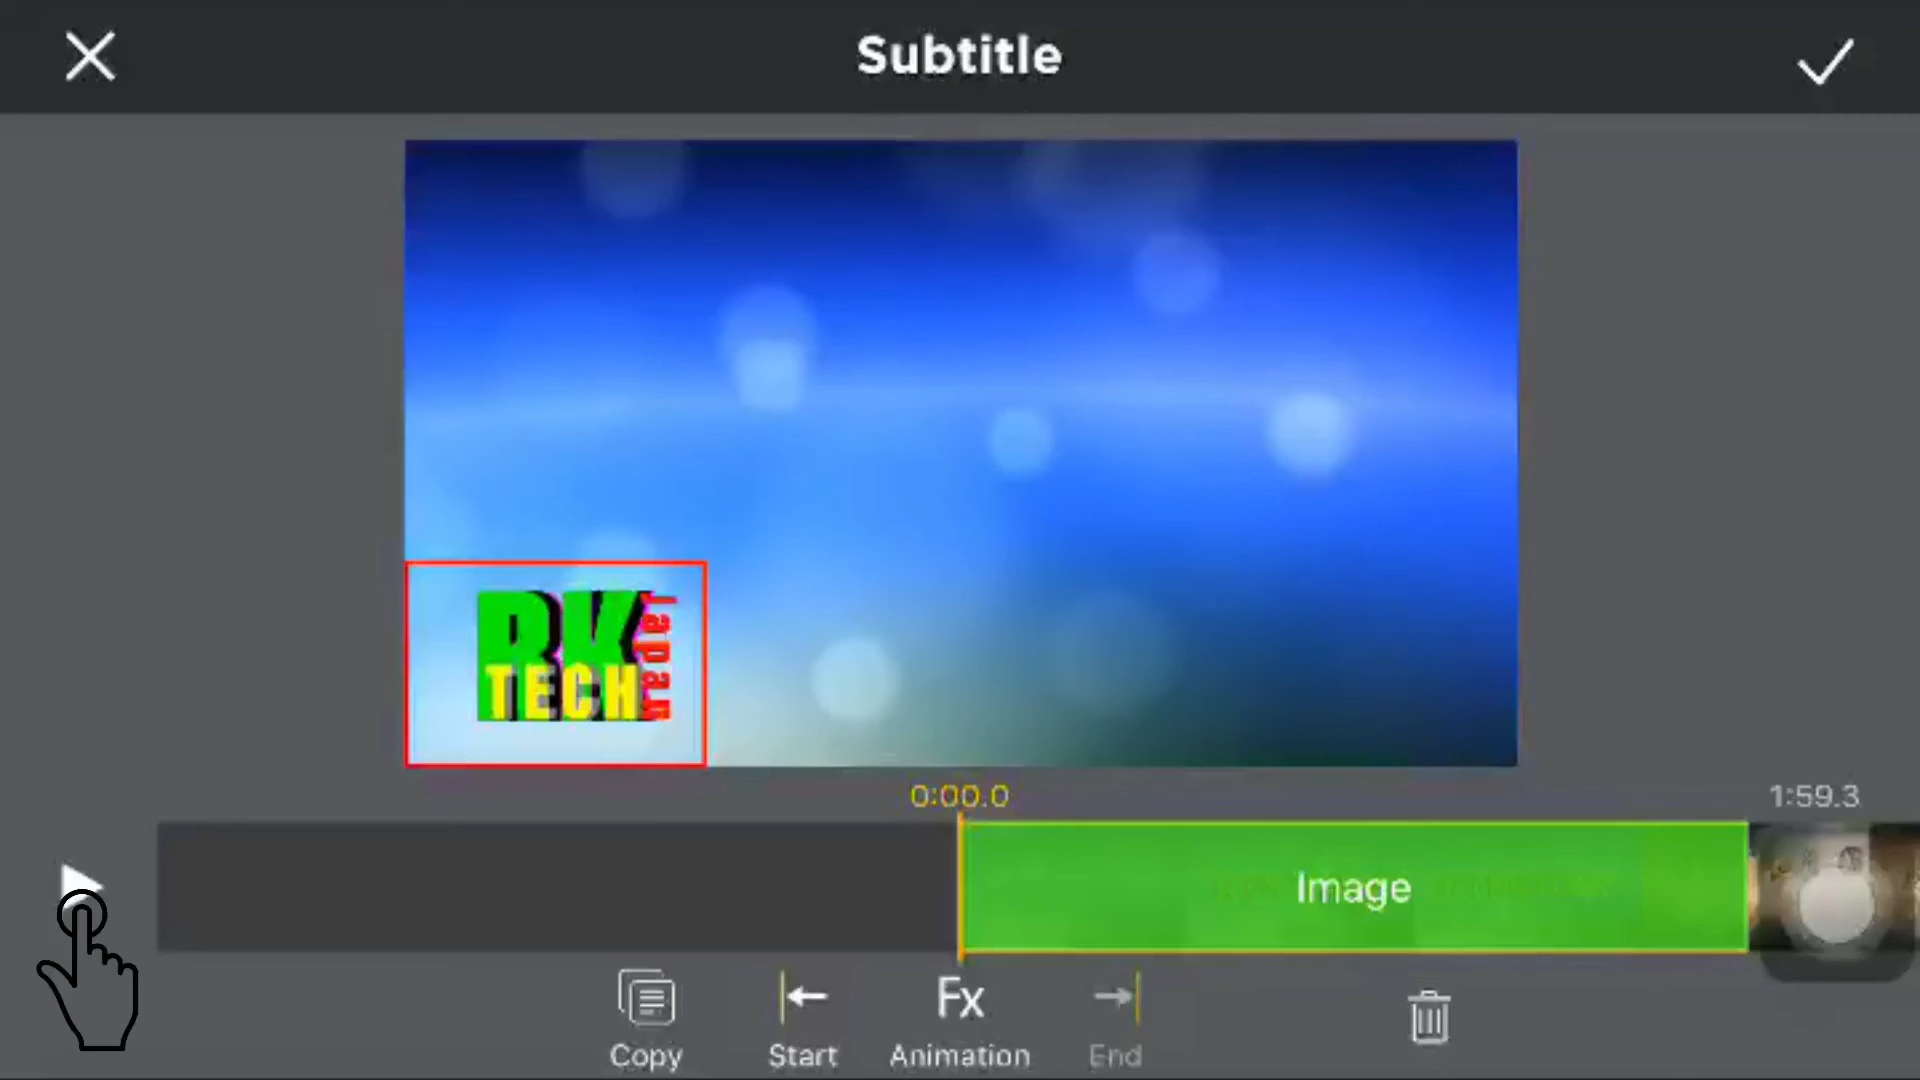 Subtitle
RK
TECH
0:00.0
1:59.3
Image
Copy
Start
Fx
Animation
End